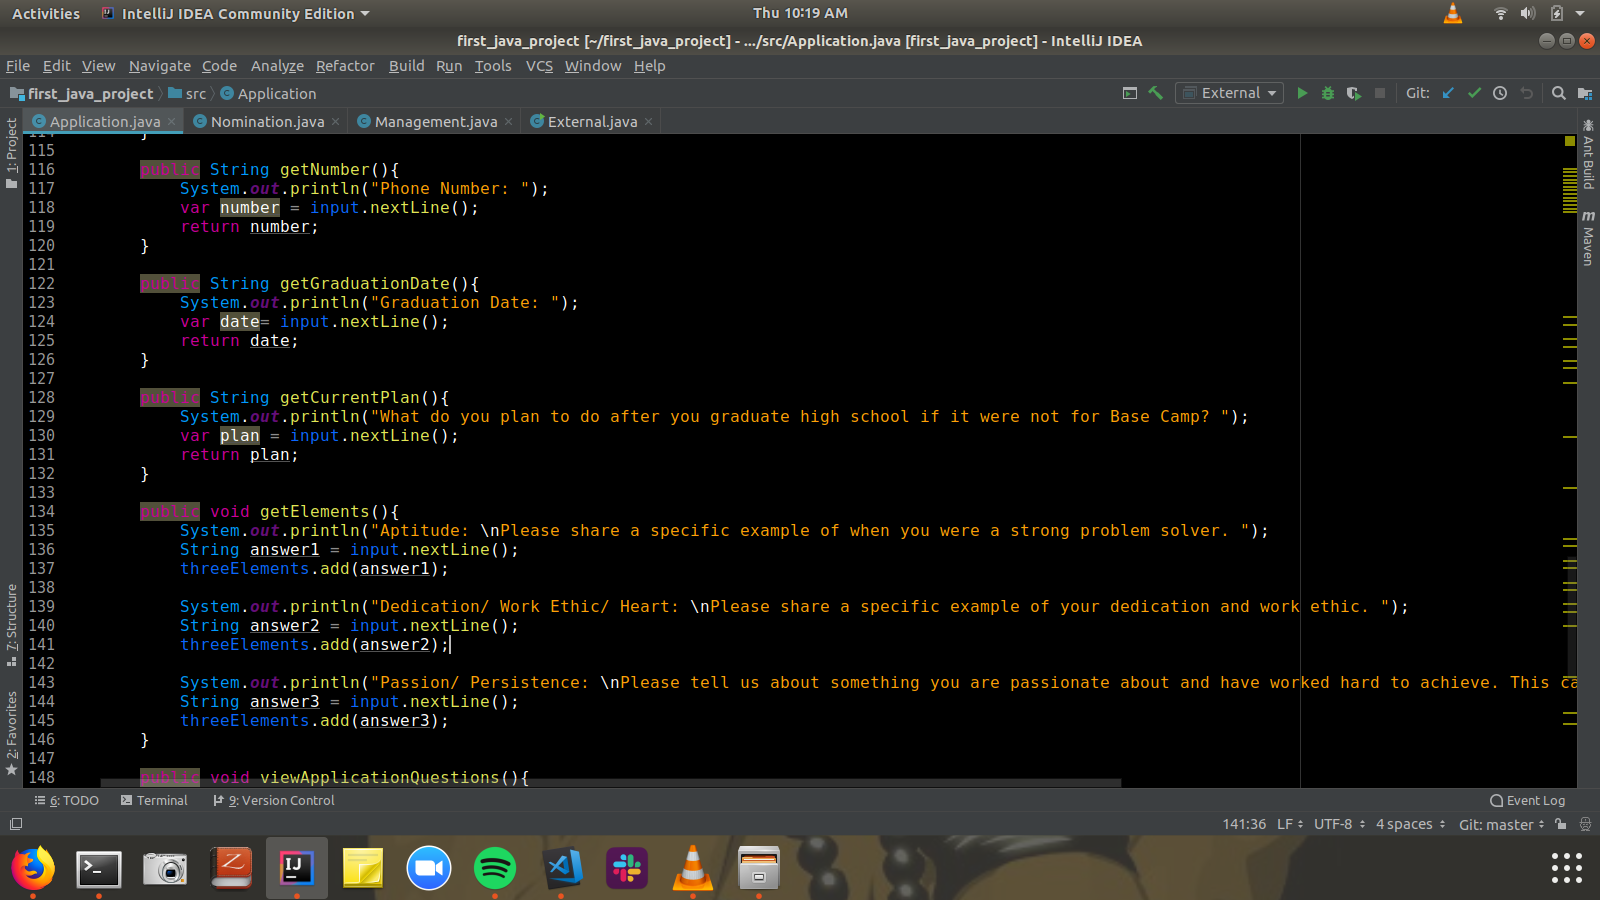 Activities IntelliJ IDEA Community Edition Thu 10:19 AM
first_java_project [~/first_java_project] - .../src/Application.java [first_java_project] - IntelliJ IDEA
File Edit View Navigate Code Analyze Refactor Build Run Tools VCS Window Help
first_java_project src Application External Git:
Application.java Nomination.java Management.java External.java
1: Project
7: Structure
2: Favorites
Ant Build
Maven
114 }
115
116 public String getNumber(){
117 System.out.println("Phone Number: ");
118 var number = input.nextLine();
119 return number;
120 }
121
122 public String getGraduationDate(){
123 System.out.println("Graduation Date: ");
124 var date= input.nextLine();
125 return date;
126 }
127
128 public String getCurrentPlan(){
129 System.out.println("What do you plan to do after you graduate high school if it were not for Base Camp? ");
130 var plan = input.nextLine();
131 return plan;
132 }
133
134 public void getElements(){
135 System.out.println("Aptitude: \nPlease share a specific example of when you were a strong problem solver. ");
136 String answer1 = input.nextLine();
137 threeElements.add(answer1);
138
139 System.out.println("Dedication/ Work Ethic/ Heart: \nPlease share a specific example of your dedication and work ethic. ");
140 String answer2 = input.nextLine();
141 threeElements.add(answer2);
142
143 System.out.println("Passion/ Persistence: \nPlease tell us about something you are passionate about and have worked hard to achieve. This ca
144 String answer3 = input.nextLine();
145 threeElements.add(answer3);
146 }
147
148 public void viewApplicationQuestions(){
6: TODO Terminal 9: Version Control Event Log
141:36 LF UTF-8 4 spaces Git: master